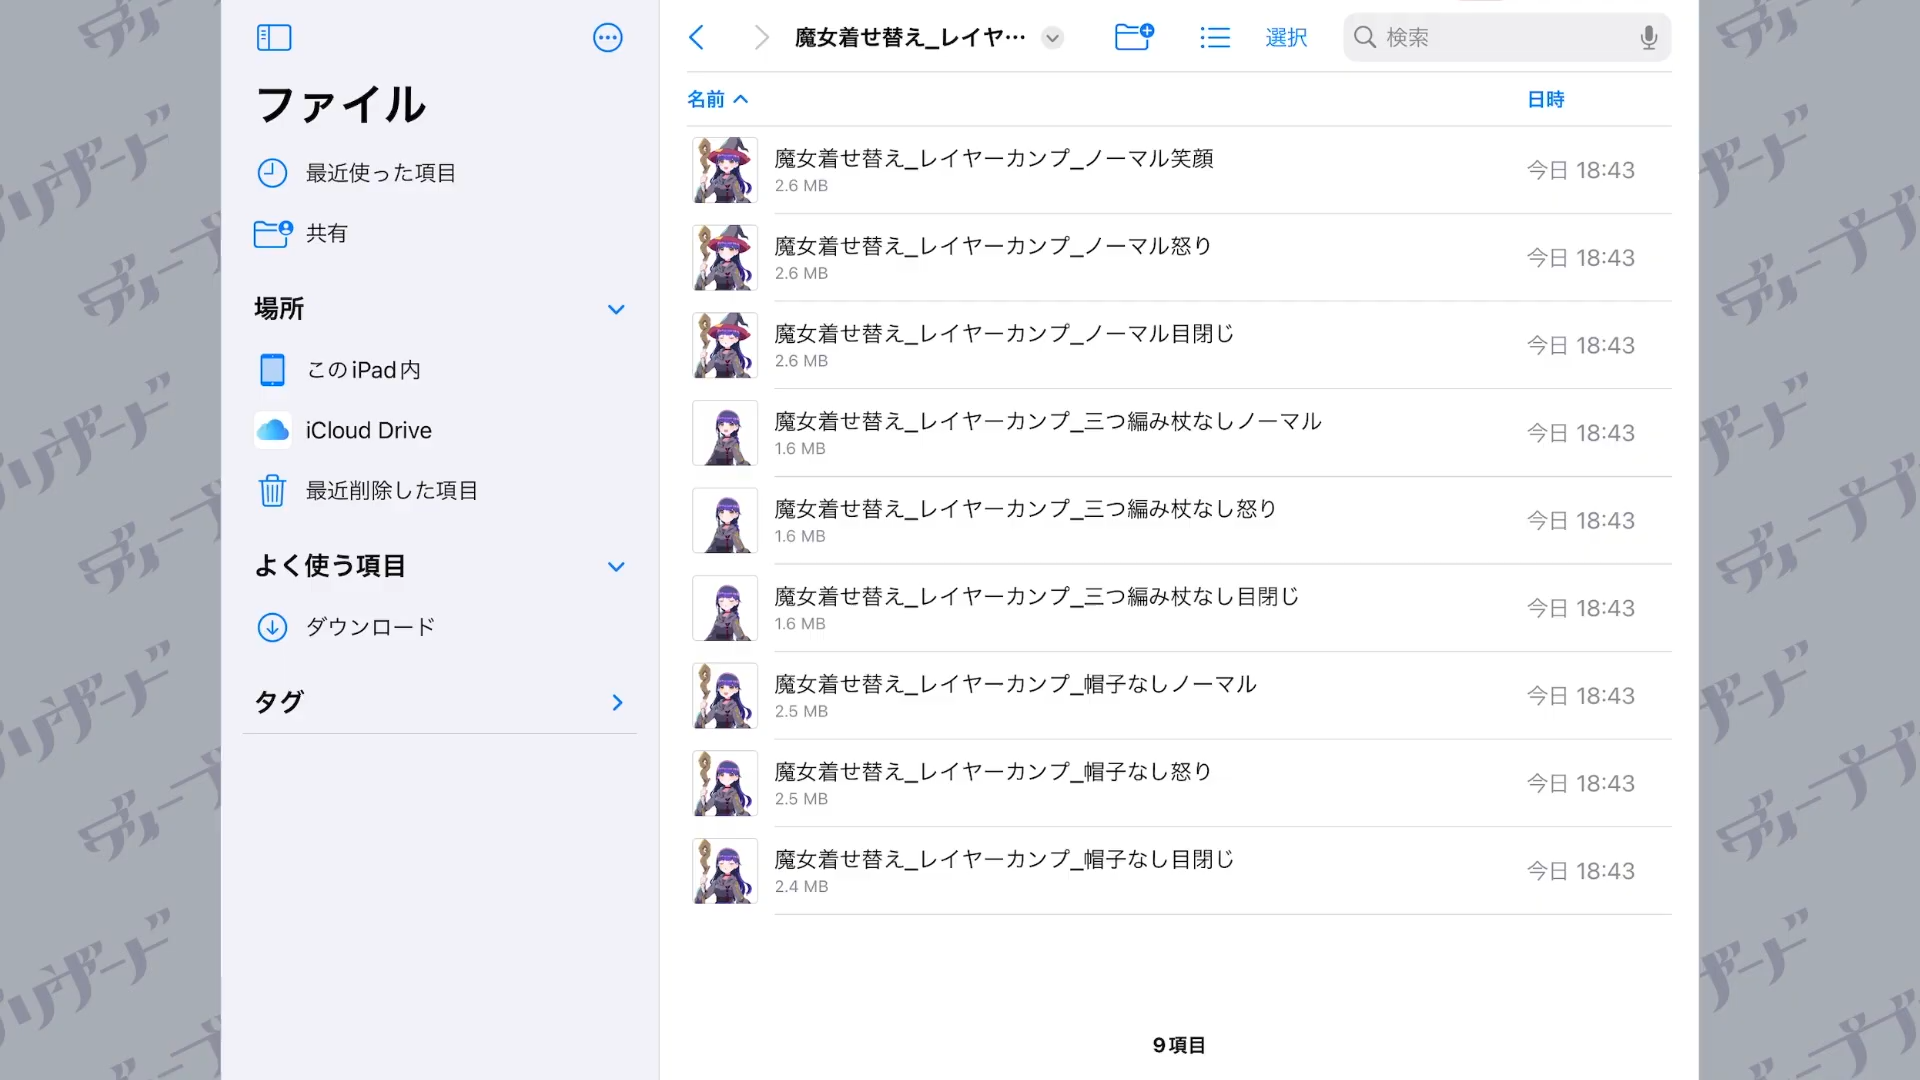 ファイル
最近使った項目
共有
場所
このiPad内
iCloud Drive
最近削除した項目
よく使う項目
ダウンロード
タグ
魔女着せ替え_レイヤ…
選択
検索
名前
日時
魔女着せ替え_レイヤーカンプ_ノーマル笑顔
2.6 MB
今日 18:43
魔女着せ替え_レイヤーカンプ_ノーマル怒り
2.6 MB
今日 18:43
魔女着せ替え_レイヤーカンプ_ノーマル目閉じ
2.6 MB
今日 18:43
魔女着せ替え_レイヤーカンプ_三つ編み杖なしノーマル
1.6 MB
今日 18:43
魔女着せ替え_レイヤーカンプ_三つ編み杖なし怒り
1.6 MB
今日 18:43
魔女着せ替え_レイヤーカンプ_三つ編み杖なし目閉じ
1.6 MB
今日 18:43
魔女着せ替え_レイヤーカンプ_帽子なしノーマル
2.5 MB
今日 18:43
魔女着せ替え_レイヤーカンプ_帽子なし怒り
2.5 MB
今日 18:43
魔女着せ替え_レイヤーカンプ_帽子なし目閉じ
2.4 MB
今日 18:43
9項目